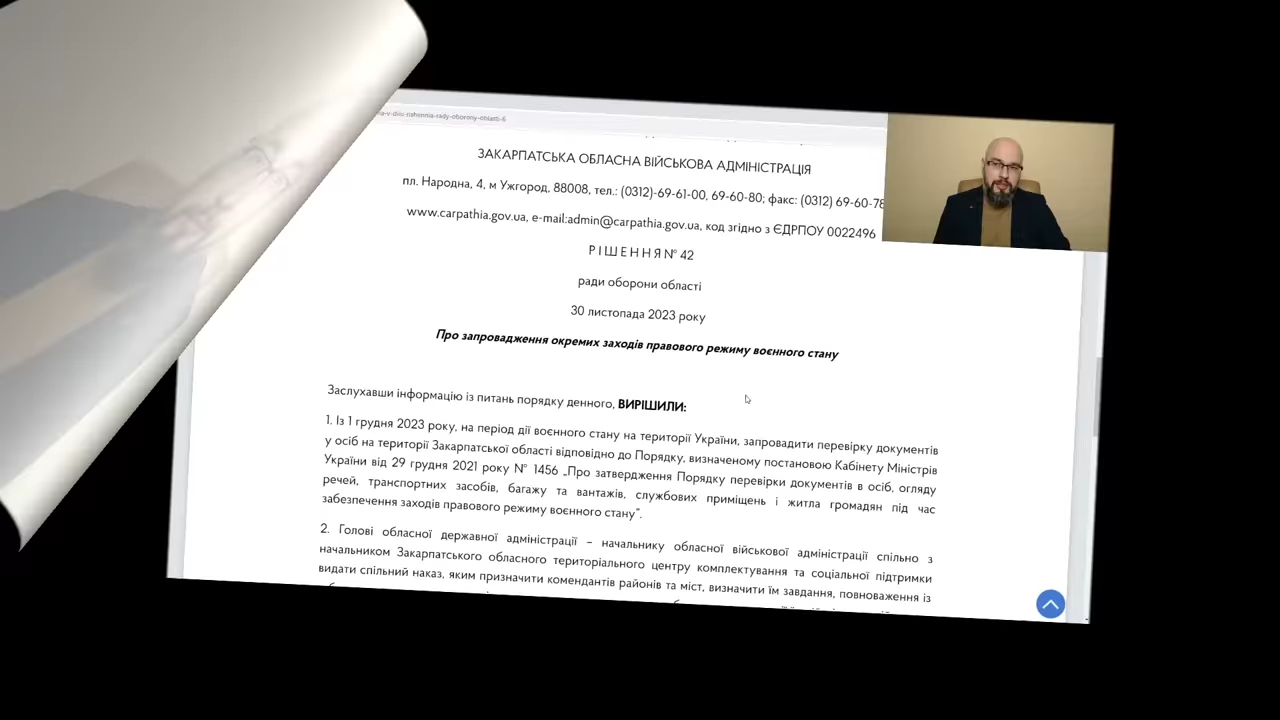 ЗАКАРПАТСЬКА ОБЛАСНА ВІЙСЬКОВА АДМІНІСТРАЦІЯ
пл. Народна, 4, м Ужгород, 88008, тел.: (0312)-69-61-00, 69-60-80; факс: (0312) 69-60-78
www.carpathia.gov.ua, e-mail:admin@carpathia.gov.ua, код згідно з ЄДРПОУ 0022496
Р І Ш Е Н Н Я № 42
ради оборони області
30 листопада 2023 року
Про запровадження окремих заходів правового режиму воєнного стану
Заслухавши інформацію із питань порядку денного, ВИРІШИЛИ:
1. Із 1 грудня 2023 року, на період дії воєнного стану на території України, запровадити перевірку документів
у осіб на території Закарпатської області відповідно до Порядку, визначеному постановою Кабінету Міністрів
України від 29 грудня 2021 року № 1456 „Про затвердження Порядку перевірки документів в осіб, огляду
речей, транспортних засобів, багажу та вантажів, службових приміщень і житла громадян під час
забезпечення заходів правового режиму воєнного стану”.
2. Голові обласної державної адміністрації – начальнику обласної військової адміністрації спільно з
начальником Закарпатського обласного територіального центру комплектування та соціальної підтримки
видати спільний наказ, яким призначити комендантів районів та міст, визначити їм завдання, повноваження із